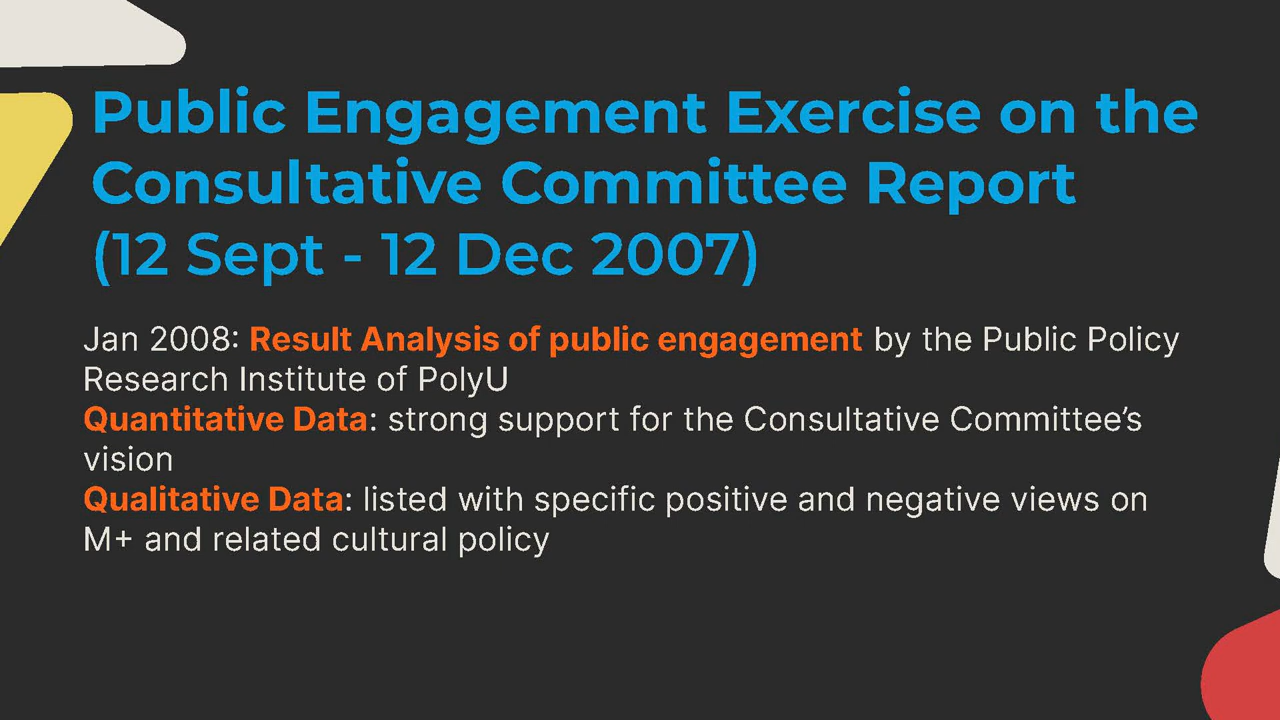 Public Engagement Exercise on the
Consultative Committee Report
(12 Sept - 12 Dec 2007)
Jan 2008: Result Analysis of public engagement by the Public Policy
Research Institute of PolyU
Quantitative Data: strong support for the Consultative Committee’s
vision
Qualitative Data: listed with specific positive and negative views on
M+ and related cultural policy